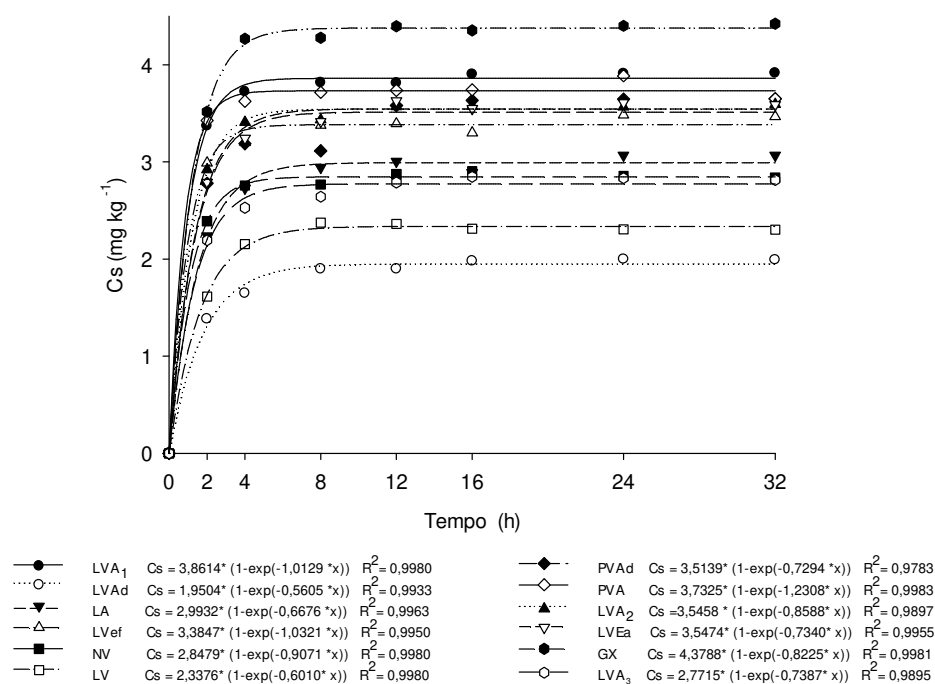 Cs (mg kg -1)
4
3
2
1
0
0 2 4 8 12 16 24 32
Tempo (h)
LVA1 Cs = 3,8614* (1-exp(-1,0129 *x)) R2= 0,9980
LVAd Cs = 1,9504* (1-exp(-0,5605 *x)) R2= 0,9933
LA Cs = 2,9932* (1-exp(-0,6676 *x)) R2= 0,9963
LVef Cs = 3,3847* (1-exp(-1,0321 *x)) R2= 0,9950
NV Cs = 2,8479* (1-exp(-0,9071 *x)) R2= 0,9980
LV Cs = 2,3376* (1-exp(-0,6010 *x)) R2= 0,9980
PVAd Cs = 3,5139* (1-exp(-0,7294 *x)) R2= 0,9783
PVA Cs = 3,7325* (1-exp(-1,2308 *x)) R2= 0,9983
LVA2 Cs =3,5458 * (1-exp(-0,8588 *x)) R2= 0,9897
LVEa Cs = 3,5474* (1-exp(-0,7340 *x)) R2= 0,9955
GX Cs = 4,3788* (1-exp(-0,8225*x)) R2= 0,9981
LVA3 Cs = 2,7715* (1-exp(-0,7387*x)) R2= 0,9895